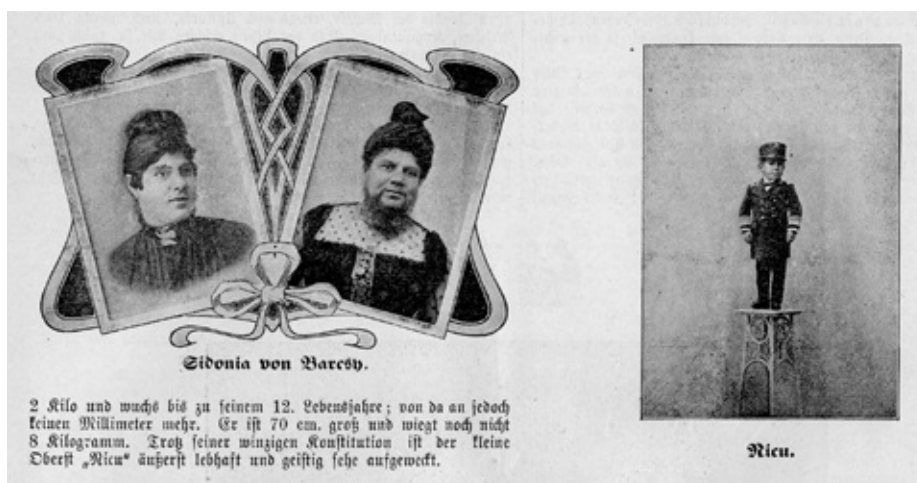 Sidonia von Barcsy.
2 Kilo und wuchs bis zu seinem 12. Lebensjahre; von da an jedoch
keinen Millimeter mehr. Er ist 70 cm. groß und wiegt noch nicht
8 Kilogramm. Trotz seiner winzigen Konstitution ist der kleine
Oberst „Nicu“ äußerst lebhaft und geistig sehe aufgeweckt.
Nicu.